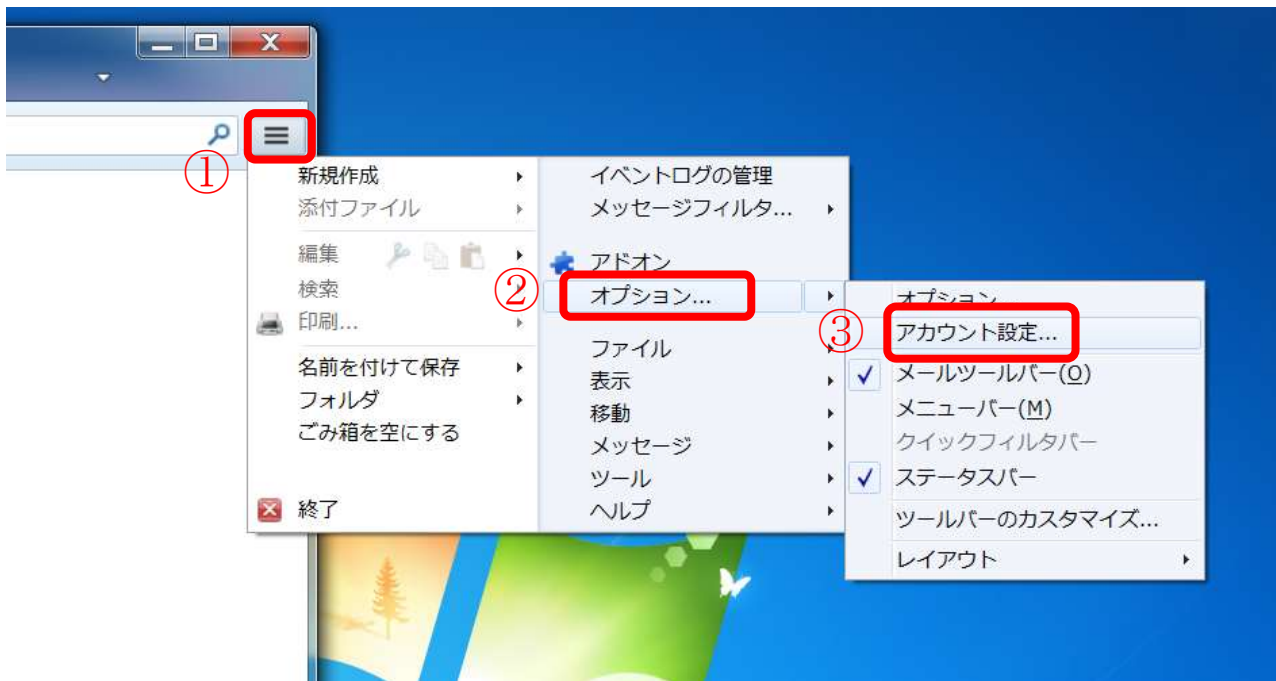 ①
新規作成
添付ファイル
編集
検索
印刷...
名前を付けて保存
フォルダ
ごみ箱を空にする
終了
イベントログの管理
メッセージフィルタ...
アドオン
②
オプション...
ファイル
表示
移動
メッセージ
ツール
ヘルプ
オプション...
③
アカウント設定...
メールツールバー(O)
メニューバー(M)
クイックフィルタバー
ステータスバー
ツールバーのカスタマイズ...
レイアウト